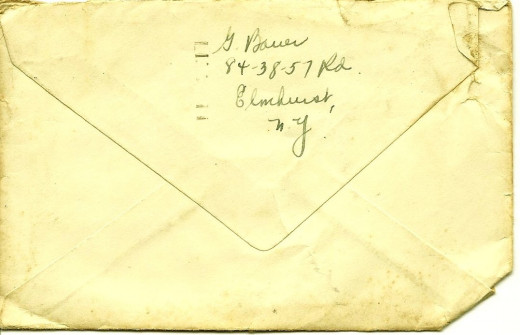 G. Bauer
84-38-57 Rd.
Elmhurst,
N.Y